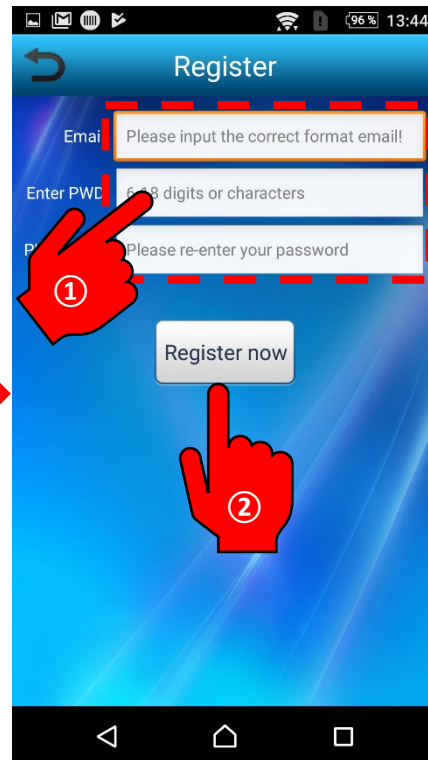 96 % 13:44
Register
Email Please input the correct format email!
Enter PWD 6-18 digits or characters
Please re-enter your password
①
Register now
②